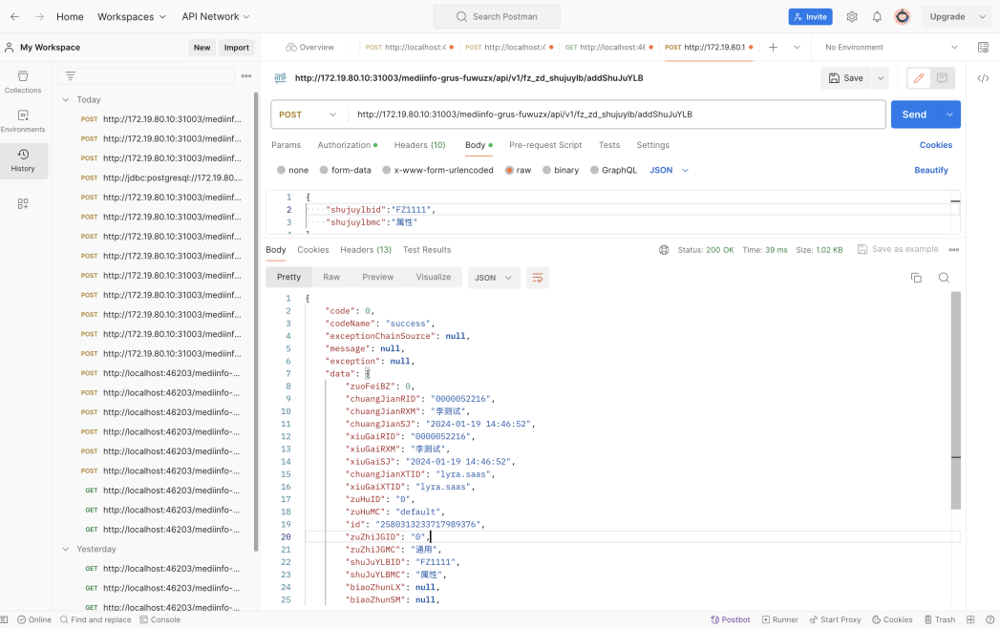 Home Workspaces API Network Search Postman Invite Upgrade
My Workspace New Import Overview POST http://localhost:4 POST http://localhost:4 GET http://localhost:46 POST http://172.19.80.1 No Environment
Collections
Environments
History
Today
POST http://172.19.80.10:31003/mediinf...
POST http://172.19.80.10:31003/mediinf...
POST http://172.19.80.10:31003/mediinf...
POST http://jdbc:postgresql://172.19.80....
POST http://172.19.80.10:31003/mediinf...
POST http://172.19.80.10:31003/mediinf...
POST http://172.19.80.10:31003/mediinf...
POST http://172.19.80.10:31003/mediinf...
POST http://172.19.80.10:31003/mediinf...
POST http://172.19.80.10:31003/mediinf...
POST http://172.19.80.10:31003/mediinf...
POST http://172.19.80.10:31003/mediinf...
POST http://172.19.80.10:31003/mediinf...
POST http://localhost:46203/mediinfo-...
POST http://localhost:46203/mediinfo-...
POST http://localhost:46203/mediinfo-...
POST http://localhost:46203/mediinfo-...
POST http://localhost:46203/mediinfo-...
POST http://localhost:46203/mediinfo-...
GET http://localhost:46203/mediinfo-...
GET http://localhost:46203/mediinfo-...
GET http://localhost:46203/mediinfo-...
Yesterday
GET http://localhost:46203/mediinfo-...
GET http://localhost:46203/mediinfo-...
GET http://localhost:46203/mediinfo-...
HTTP http://172.19.80.10:31003/mediinfo-grus-fuwuzx/api/v1/fz_zd_shujuylb/addShuJuYLB Save
POST http://172.19.80.10:31003/mediinfo-grus-fuwuzx/api/v1/fz_zd_shujuylb/addShuJuYLB Send
Params Authorization Headers (10) Body Pre-request Script Tests Settings Cookies
none form-data x-www-form-urlencoded raw binary GraphQL JSON Beautify
1 {
2 "shujuylbid":"FZ1111",
3 "shujuylbmc":"属性"
Body Cookies Headers (13) Test Results Status: 200 OK Time: 39 ms Size: 1.02 KB Save as example
Pretty Raw Preview Visualize JSON
1 {
2 "code": 0,
3 "codeName": "success",
4 "exceptionChainSource": null,
5 "message": null,
6 "exception": null,
7 "data": {
8 "zuoFeiBZ": 0,
9 "chuangJianRID": "0000052216",
10 "chuangJianRXM": "李测试",
11 "chuangJianSJ": "2024-01-19 14:46:52",
12 "xiuGaiRID": "0000052216",
13 "xiuGaiRXM": "李测试",
14 "xiuGaiSJ": "2024-01-19 14:46:52",
15 "chuangJianXTID": "lyra.saas",
16 "xiuGaiXTID": "lyra.saas",
17 "zuHuID": "0",
18 "zuHuMC": "default",
19 "id": "2580313233717989376",
20 "zuZhiJGID": "0",
21 "zuZhiJGMC": "通用",
22 "shuJuYLBID": "FZ1111",
23 "shuJuYLBMC": "属性",
24 "biaoZhunLX": null,
25 "biaoZhunSM": null,
Online Find and replace Console Postbot Runner Start Proxy Cookies Trash